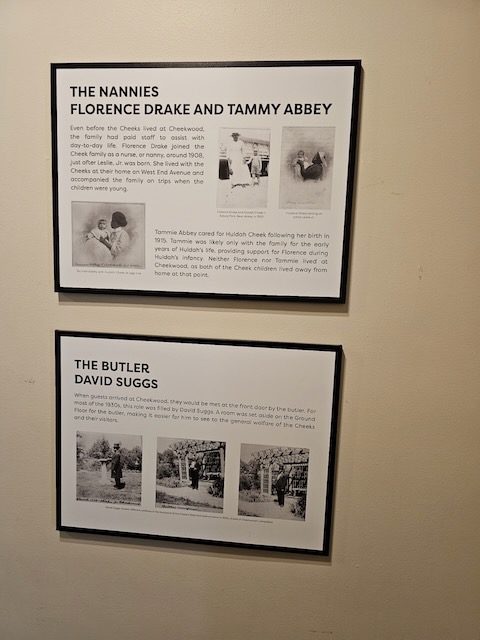 THE NANNIES
FLORENCE DRAKE AND TAMMY ABBEY
Even before the Cheeks lived at Cheekwood,
the family had paid staff to assist with
day-to-day life. Florence Drake joined the
Cheek family as a nurse, or nanny, around 1908,
just after Leslie, Jr. was born. She lived with the
Cheeks at their home on West End Avenue and
accompanied the family on trips when the
children were young.
Tammie Abbey cared for Huldah Cheek following her birth in
1915. Tammie was likely only with the family for the early
years of Huldah's life, providing support for Florence during
Huldah's infancy. Neither Florence nor Tammie lived at
Cheekwood, as both of the Cheek children lived away from
home at that point.
THE BUTLER
DAVID SUGGS
When guests arrived at Cheekwood, they would be met at the front door by the butler. For
most of the 1930s, this role was filled by David Suggs. A room was set aside on the Ground
Floor for the butler, making it easier for him to see to the general welfare of the Cheeks
and their visitors.